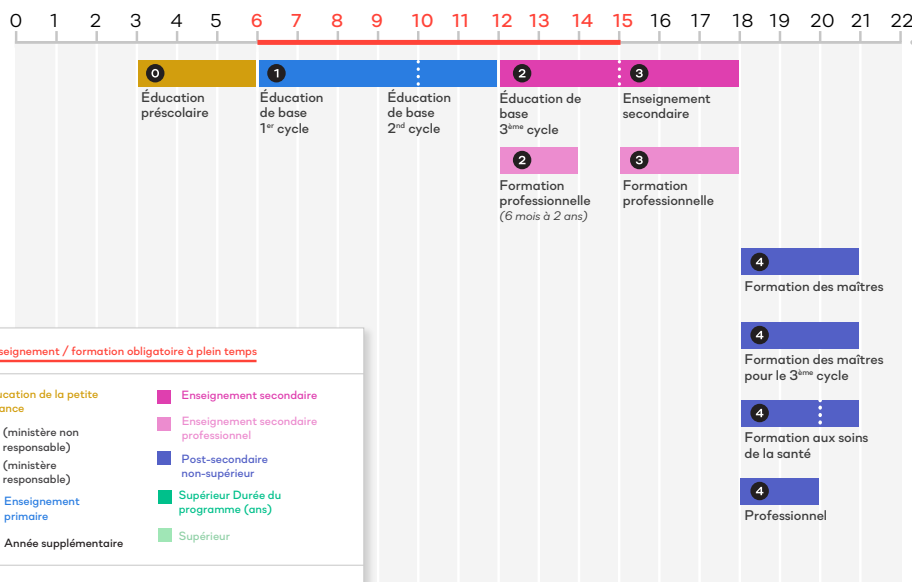 0 1 2 3 4 5 6 7 8 9 10 11 12 13 14 15 16 17 18 14 20 21 22
0 1 2 3
Éducation
préscolaire
Éducation
de base
1er cycle
Éducation
de base
2nd cycle
Éducation de
base
3ème cycle
Enseignement
secondaire
2 3
Formation
professionnelle
(6 mois à 2 ans)
Formation
professionnelle
4
Formation des maîtres
4
Formation des maîtres
pour le 3ème cycle
4
Formation aux soins
de la santé
4
Professionnel
seignement / formation obligatoire à plein temps
ucation de la petite
ance
(ministère non
responsable)
(ministère
responsable)
Enseignement
primaire
Année supplémentaire
Enseignement secondaire
Enseignement secondaire
professionnel
Post-secondaire
non-supérieur
Supérieur Durée du
programme (ans)
Supérieur